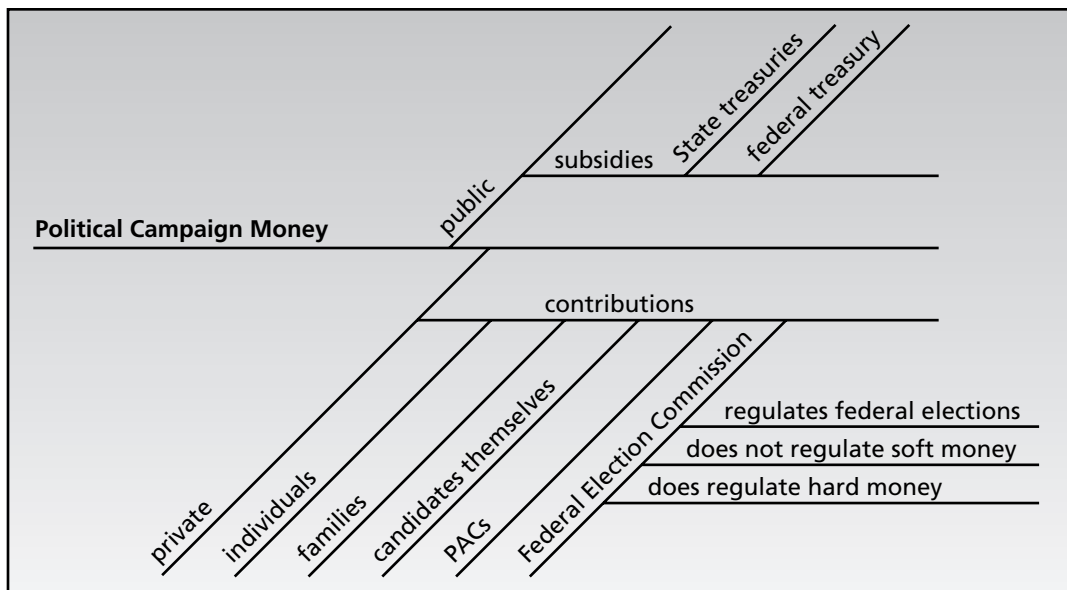 State treasuries
federal treasury
subsidies
public
Political Campaign Money
contributions
private
individuals
families
candidates themselves
PACs
Federal Election Commission
regulates federal elections
does not regulate soft money
does regulate hard money